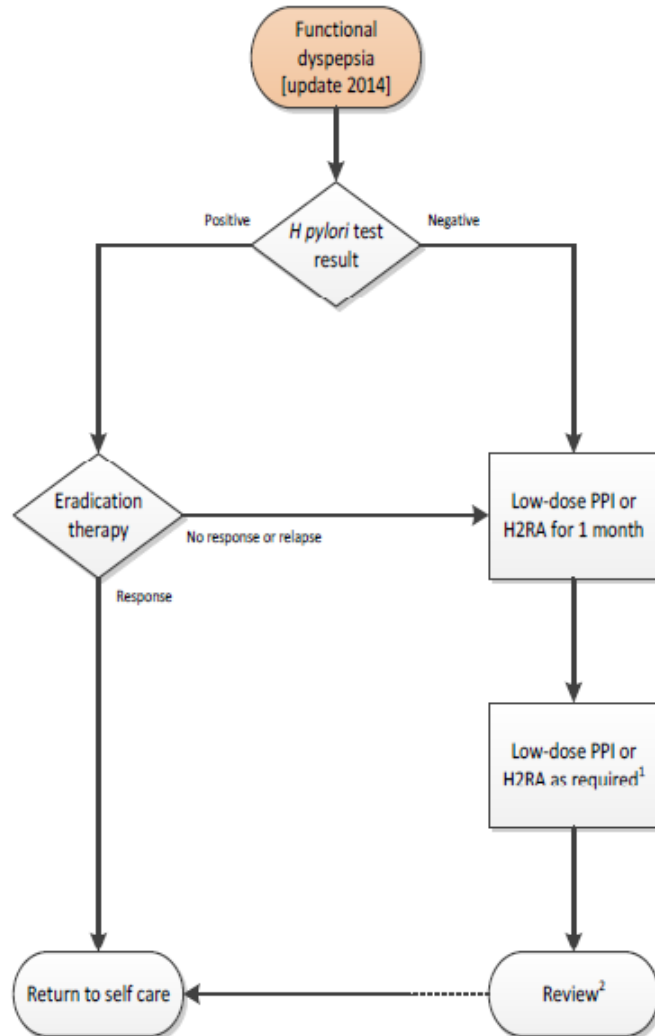 Functional
dyspepsia
[update 2014]
Positive
Negative
H pylori test
result
Eradication
therapy
No response or relapse
Response
Low-dose PPI or
H2RA for 1 month
Low-dose PPI or
H2RA as required¹
Return to self care
Review²